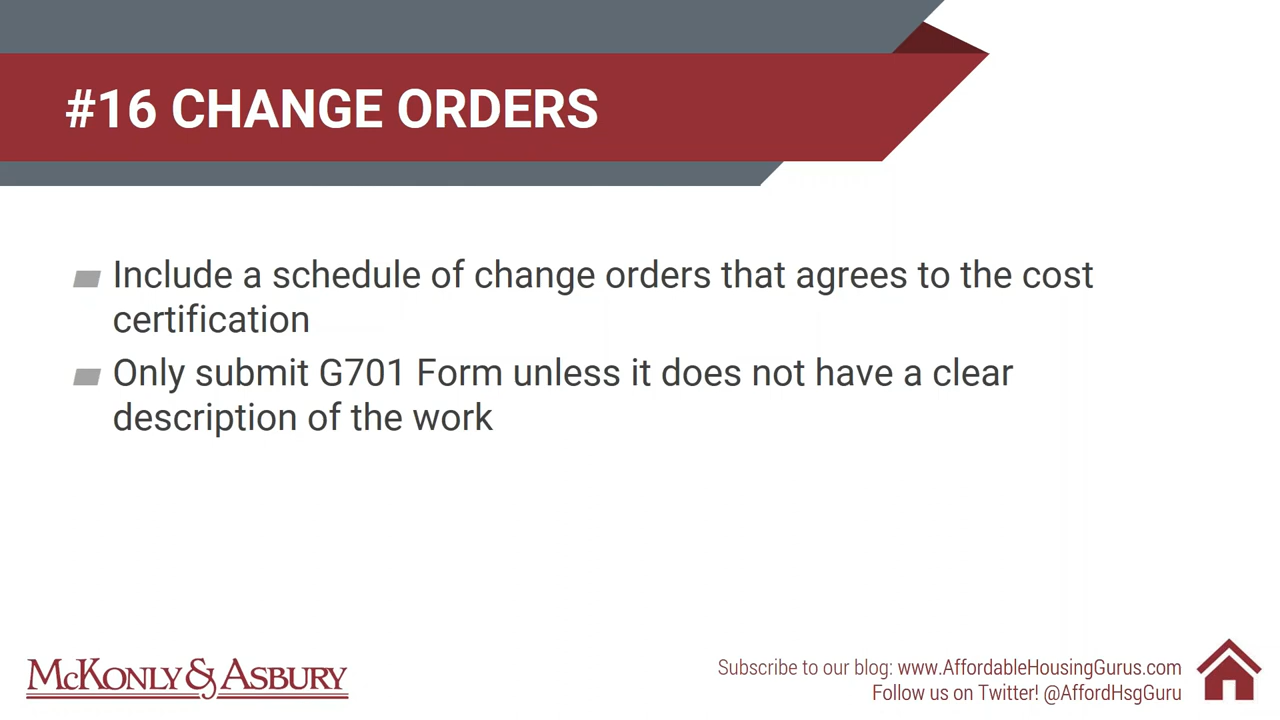 #16 CHANGE ORDERS
Include a schedule of change orders that agrees to the cost
certification
Only submit G701 Form unless it does not have a clear
description of the work
McKonly & Asbury
Subscribe to our blog: www.AffordableHousingGurus.com
Follow us on Twitter! @AffordHsgGuru